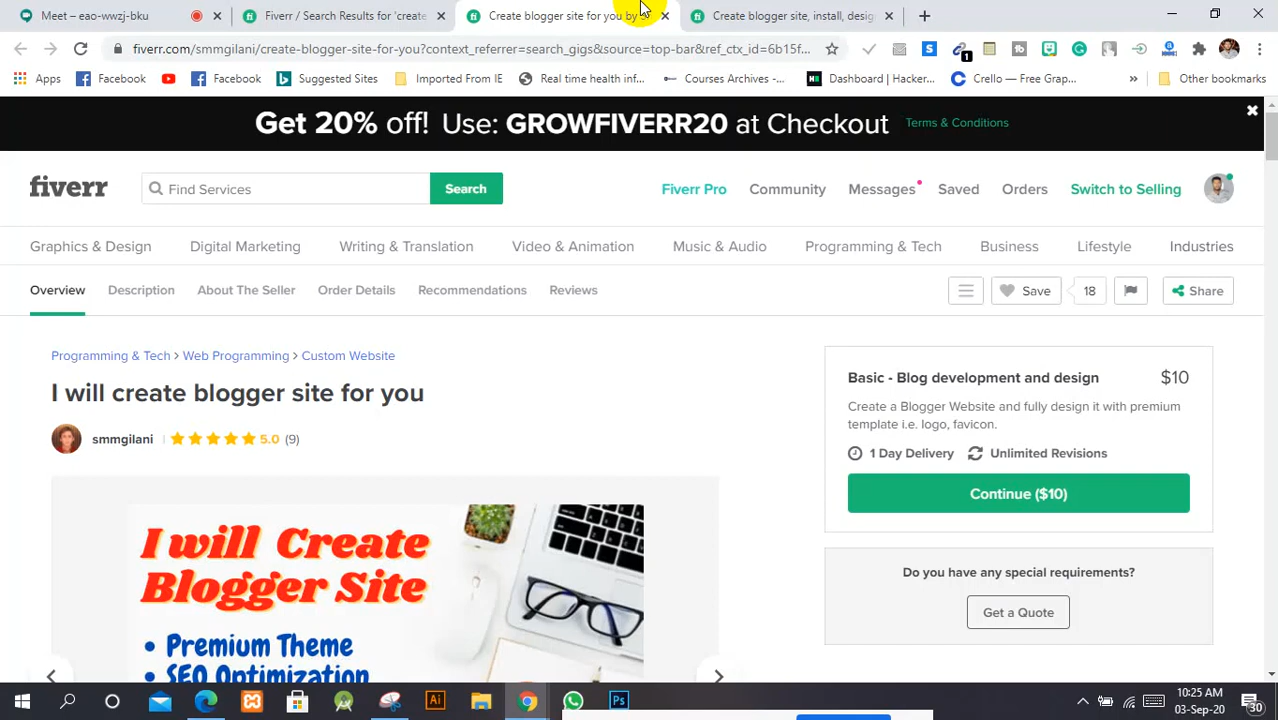 Meet - waez-mzj-bku
Fiverr / Search Results for 'create
Create blogger site for you by s
Create blogger site, install, desig
fiverr.com/smmgilani/create-blogger-site-for-you?context_referrer=search_gigs&source=top-bar&ref_ctx_id=6b15f...
1
Apps
Facebook
Facebook
Suggested Sites
Imported From IE
Real time health inf...
Courses Archives -...
Dashboard | Hacker...
Crello — Free Grap...
»
Other bookmarks
Get 20% off! Use: GROWFIVERR20 at Checkout
Terms & Conditions
fiverr
Find Services
Search
Fiverr Pro
Community
Messages
Saved
Orders
Switch to Selling
Graphics & Design
Digital Marketing
Writing & Translation
Video & Animation
Music & Audio
Programming & Tech
Business
Lifestyle
Industries
Overview
Description
About The Seller
Order Details
Recommendations
Reviews
Save
18
Share
Programming & Tech > Web Programming > Custom Website
I will create blogger site for you
smmgilani
5.0 (9)
Basic - Blog development and design
$10
Create a Blogger Website and fully design it with premium
template i.e. logo, favicon.
1 Day Delivery
Unlimited Revisions
Continue ($10)
Do you have any special requirements?
Get a Quote
I will Create
Blogger Site
• Premium Theme
• SEO Optimization
10:25 AM
03-Sep-20
30